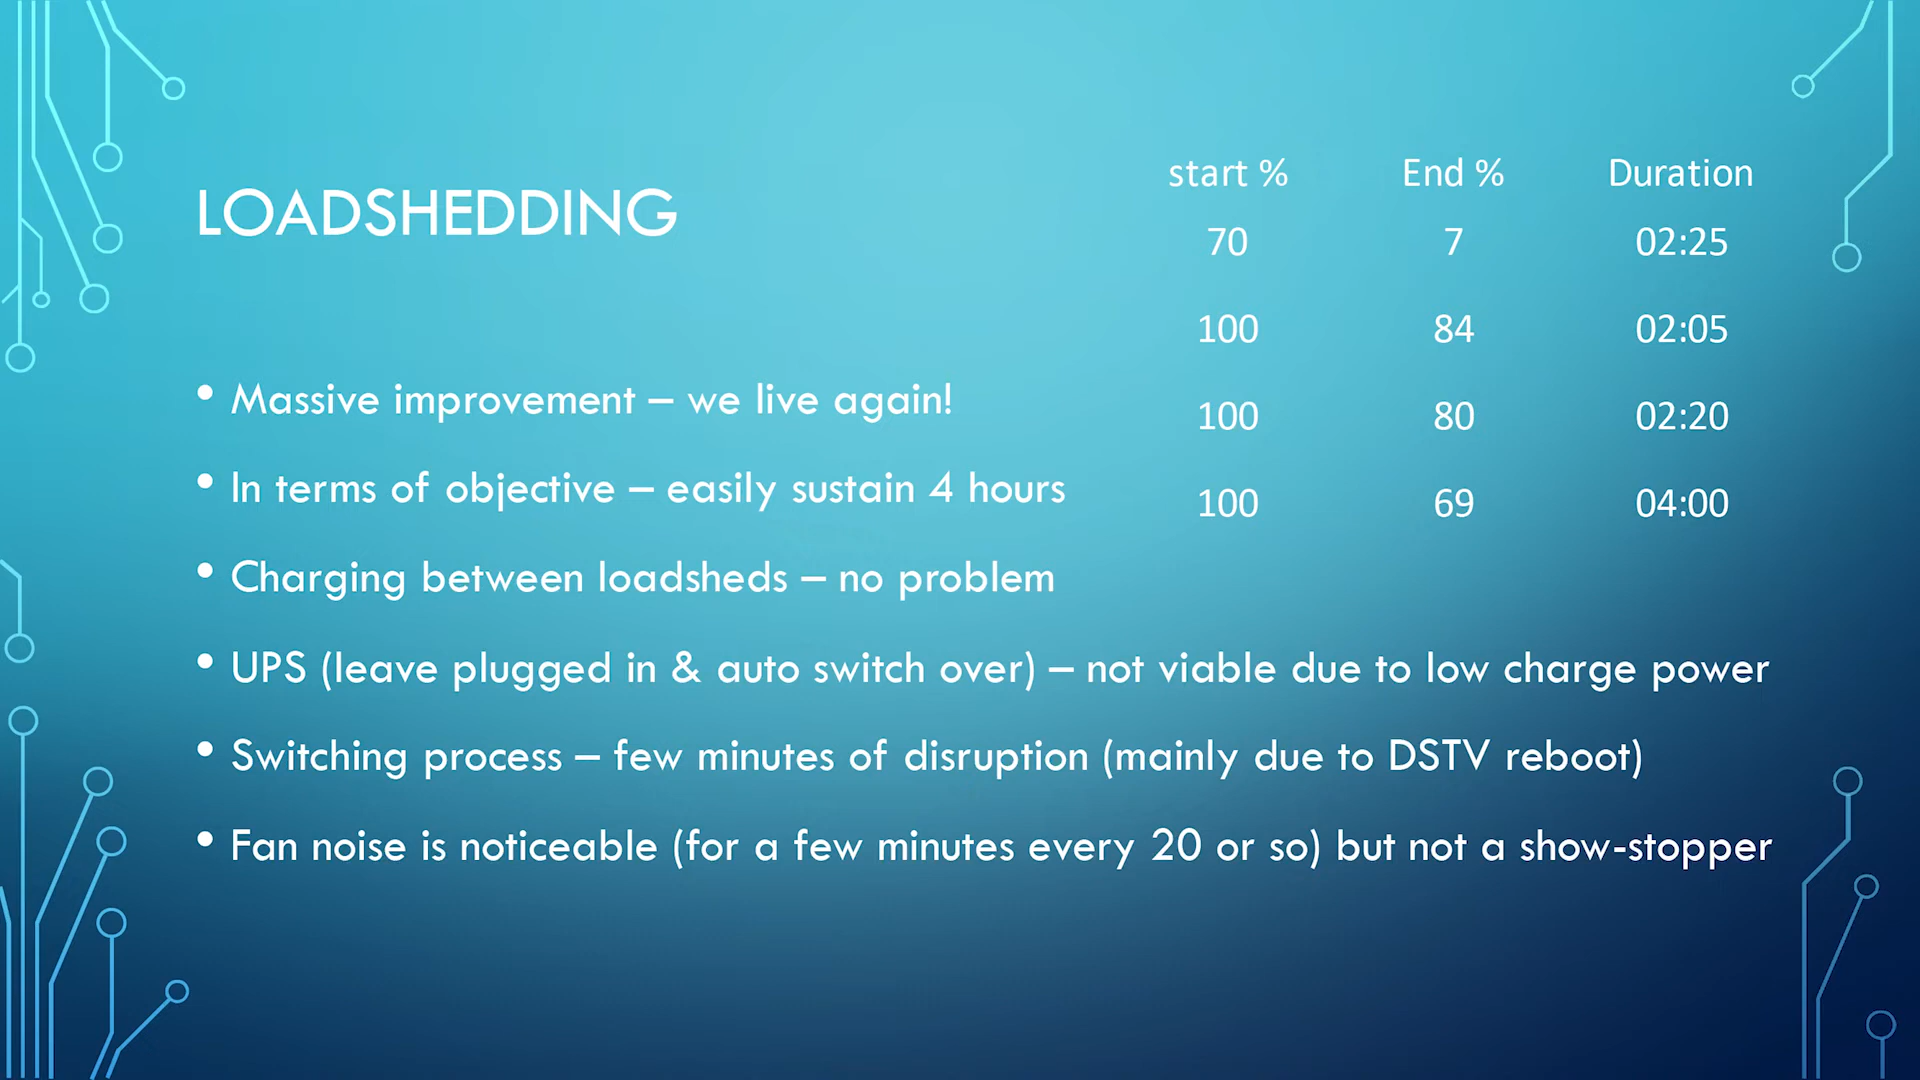 LOADSHEDDING
start % End % Duration
70 7 02:25
100 84 02:05
100 80 02:20
100 69 04:00
• Massive improvement – we live again!
• In terms of objective – easily sustain 4 hours
• Charging between loadsheds – no problem
• UPS (leave plugged in & auto switch over) – not viable due to low charge power
• Switching process – few minutes of disruption (mainly due to DSTV reboot)
• Fan noise is noticeable (for a few minutes every 20 or so) but not a show-stopper